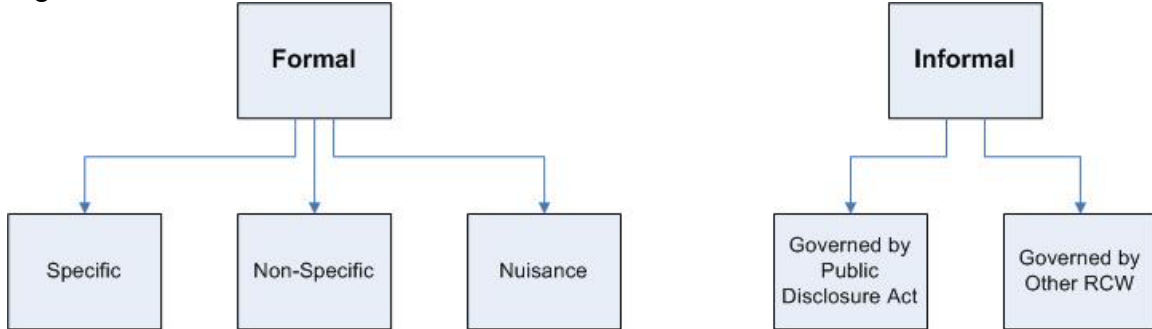 Formal
Informal
Specific
Non-Specific
Nuisance
Governed by
Public
Disclosure Act
Governed by
Other RCW